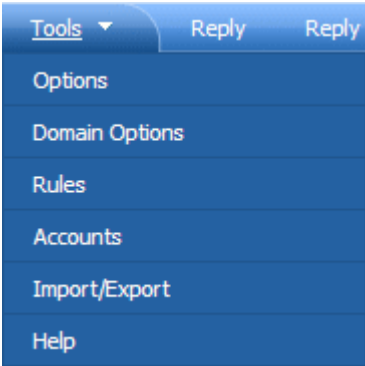 Tools Reply Reply
Options
Domain Options
Rules
Accounts
Import/Export
Help